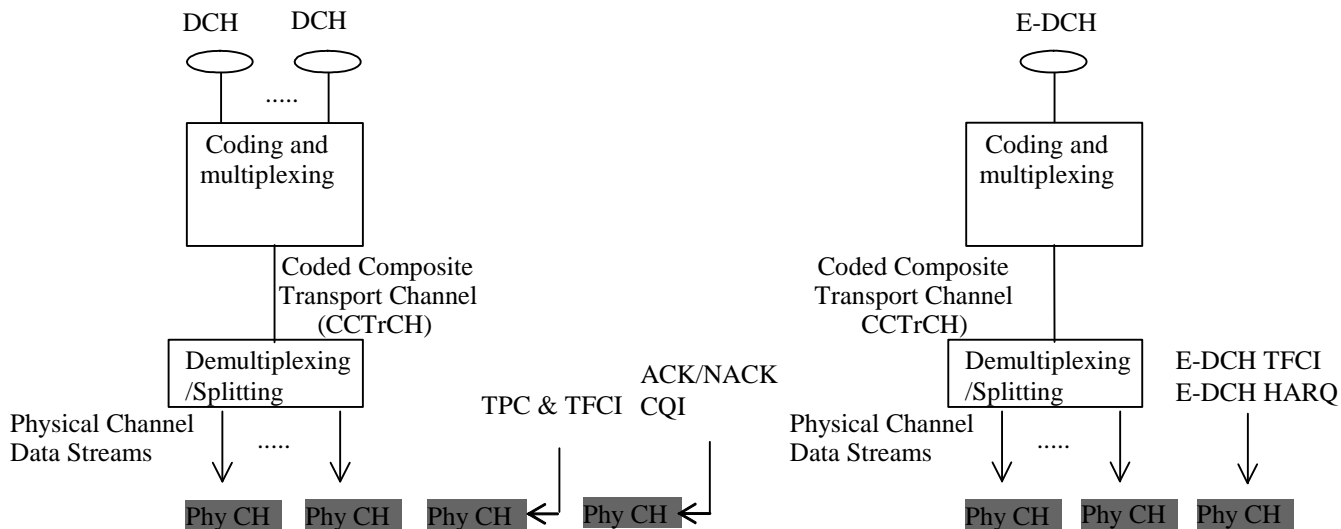 DCH DCH E-DCH
..... 
Coding and
multiplexing
Coding and
multiplexing
Coded Composite
Transport Channel
(CCTrCH)
Coded Composite
Transport Channel
CCTrCH)
Demultiplexing
/Splitting
TPC & TFCI
ACK/NACK
CQI
Demultiplexing
/Splitting
E-DCH TFCI
E-DCH HARQ
Physical Channel
Data Streams
.....
Physical Channel
Data Streams
.....
Phy CH Phy CH Phy CH Phy CH Phy CH Phy CH Phy CH